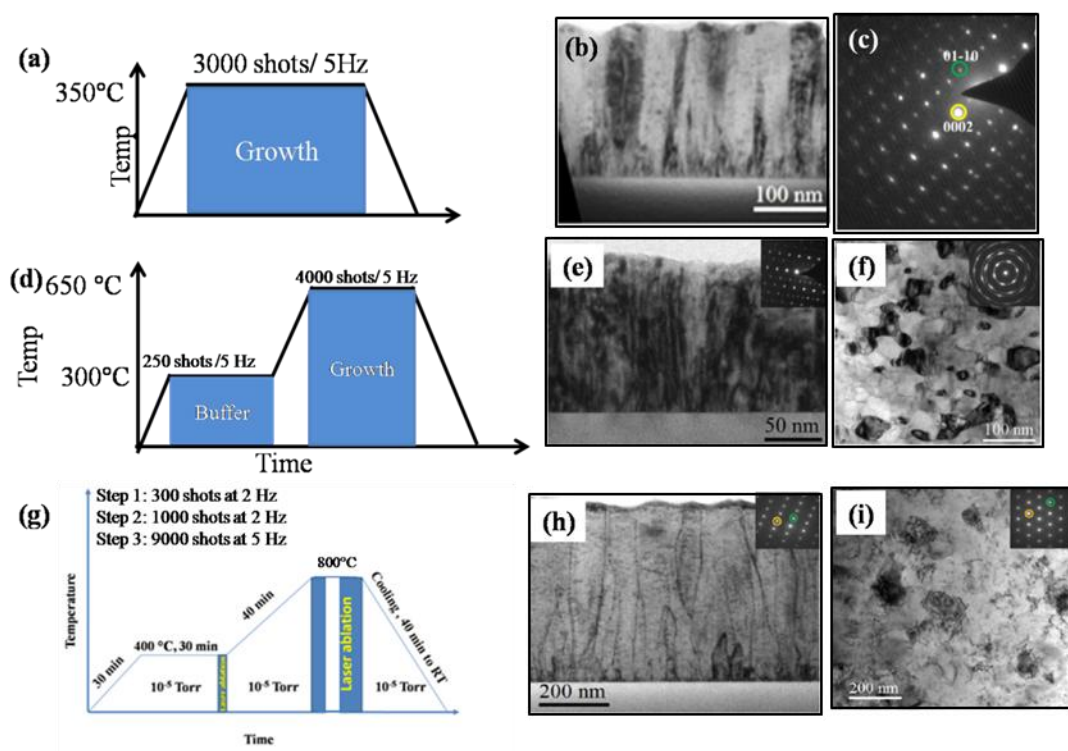 (a)
3000 shots/ 5Hz
350°C
Temp
Growth
(b)
100 nm
(c)
01-10
0002
(d)
650 °C
4000 shots/ 5 Hz
Temp
250 shots /5 Hz
300°C
Buffer
Growth
Time
(e)
50 nm
(f)
100 nm
(g)
Step 1: 300 shots at 2 Hz
Step 2: 1000 shots at 2 Hz
Step 3: 9000 shots at 5 Hz
800°C
Temperature
30 min
400 °C, 30 min
40 min
Laser ablation
Laser ablation
Cooling , 40 min to RT
10-5 Torr
10-5 Torr
10-5 Torr
Time
(h)
200 nm
(i)
200 nm